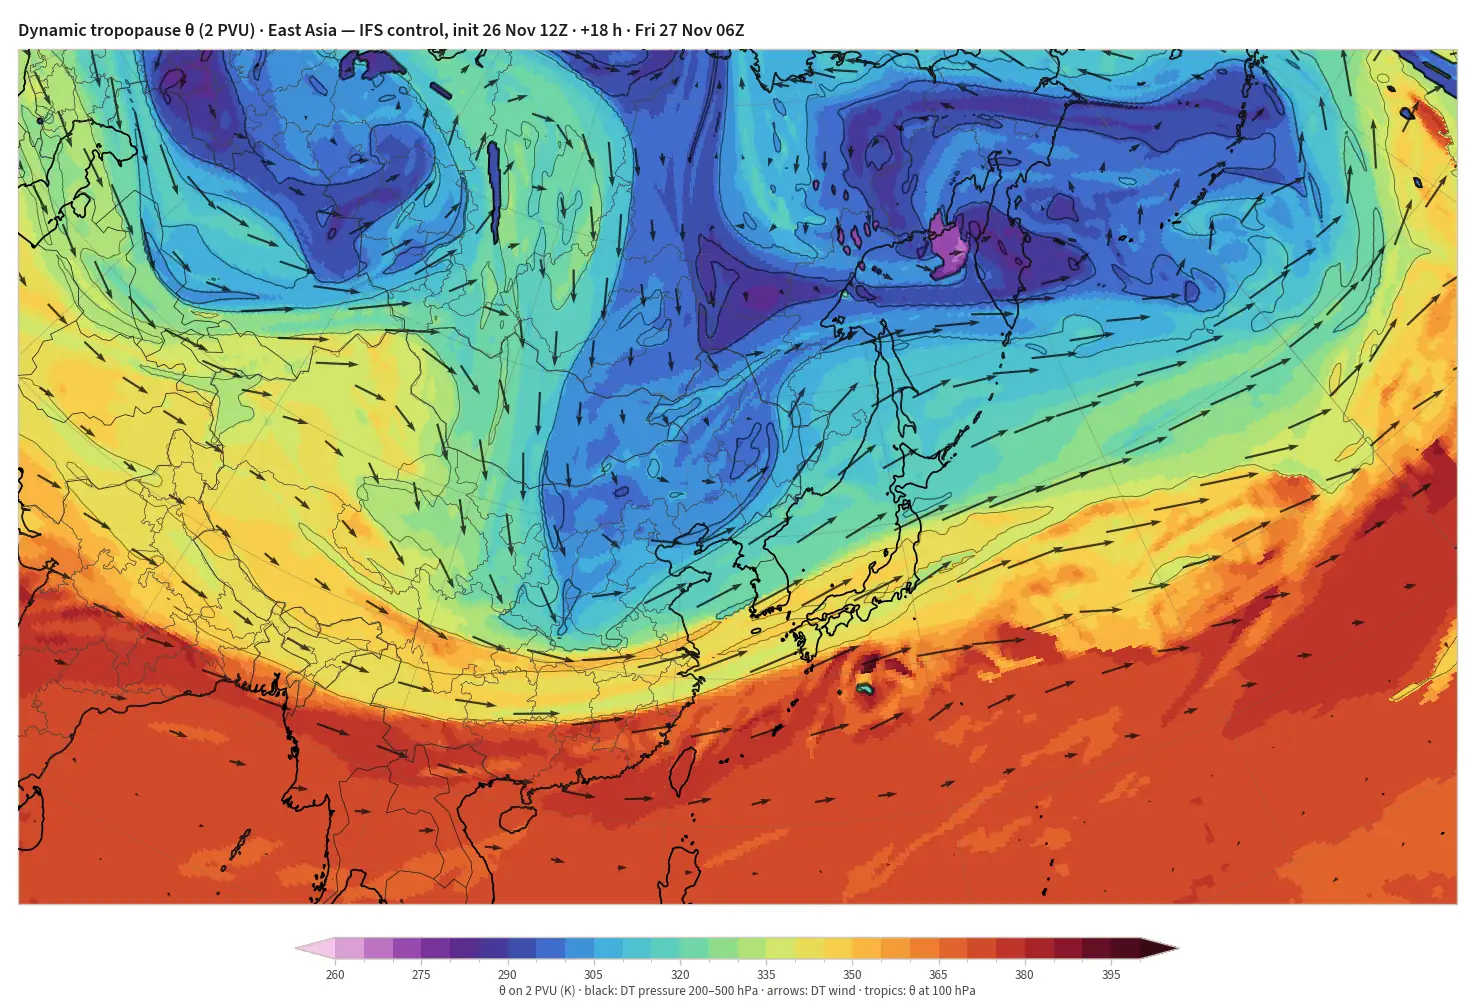 Dynamic tropopause θ (2 PVU) · East Asia — IFS control, init 26 Nov 12Z · +18 h · Fri 27 Nov 06Z
260 275 290 305 320 335 350 365 380 395
θ on 2 PVU (K) · black: DT pressure 200–500 hPa · arrows: DT wind · tropics: θ at 100 hPa